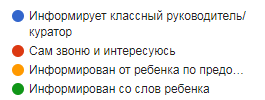 Информирует классный руководитель/
куратор
Сам звоню и интересуюсь
Информирован от ребенка по предо...
Информирован со слов ребенка